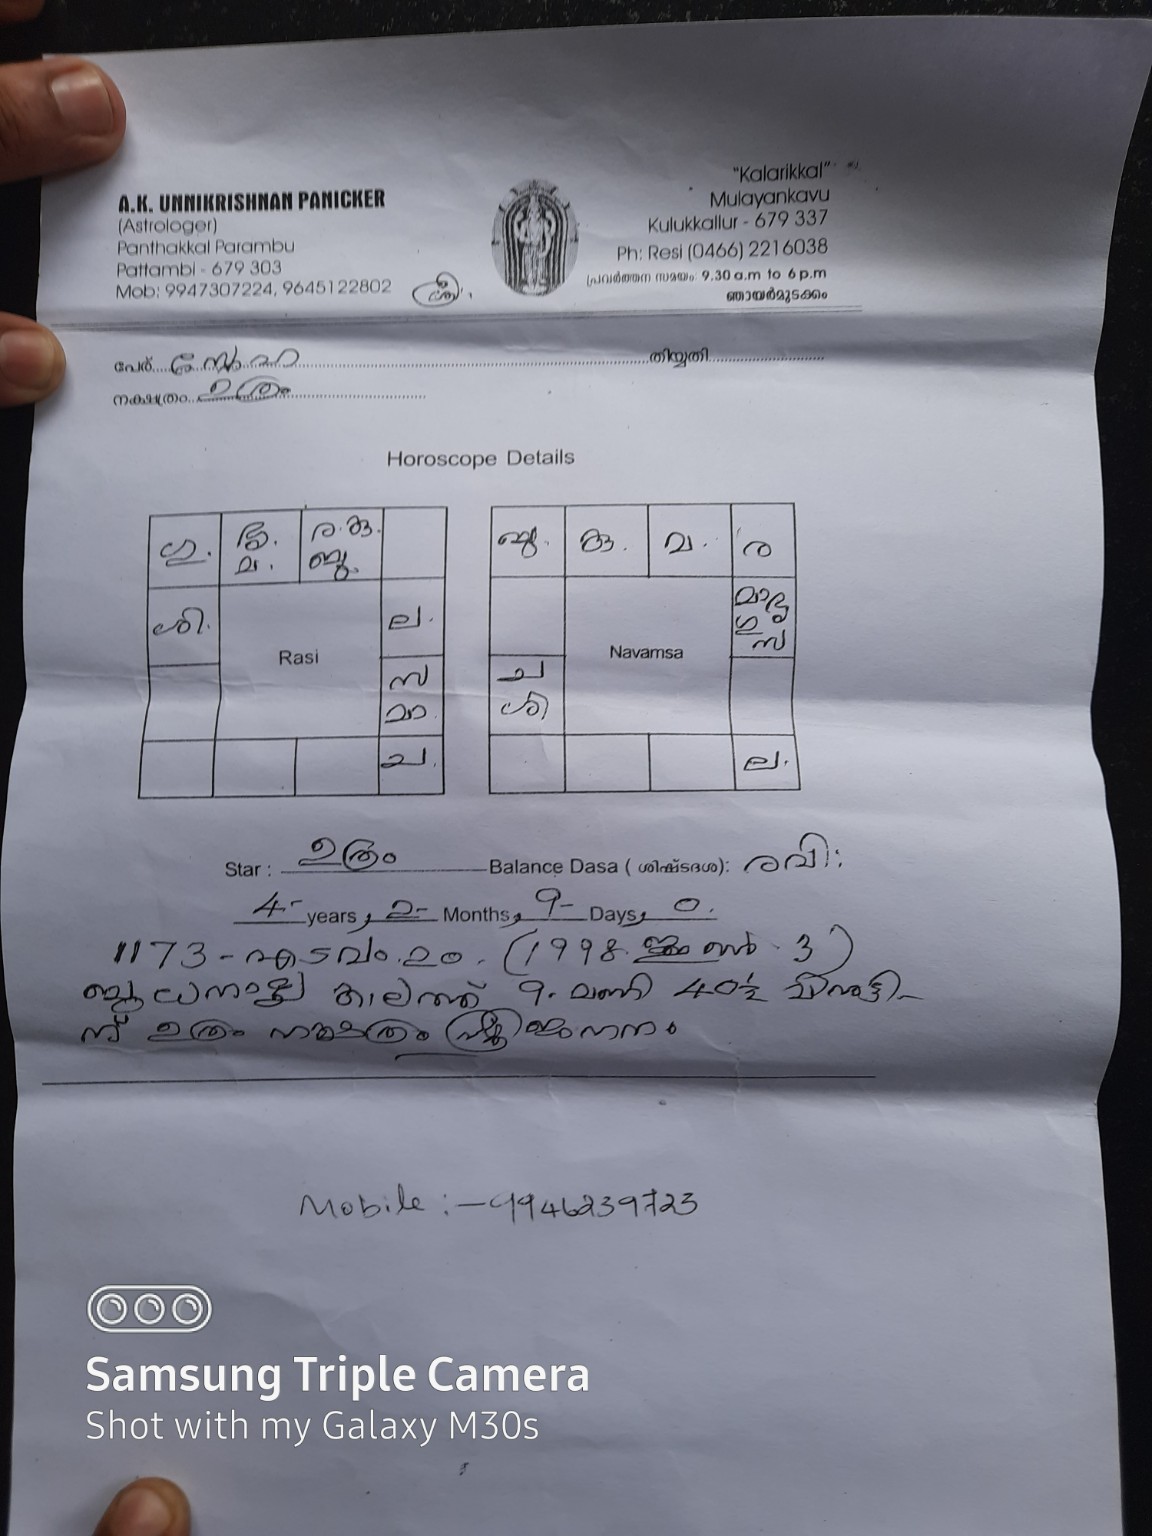 A.K. UNNIKRISHNAN PANICKER
(Astrologer)
Panthakkal Parambu
Pattambi - 679 303
Mob: 9947307224, 9645122802
ശ്രീ.
"Kalarikkal"
Mulayankavu
Kulukkallur - 679 337
Ph: Resi (0466) 2216038
പ്രവർത്തന സമയം: 9.30 a.m to 6 p.m
ഞായർമുടക്കം
പേര്..... തിയ്യതി.....
നക്ഷത്രം... ഉത്രം
Horoscope Details
ഗു. ശു. മ. ര. കു. ബു.
ശി. ല.
Rasi
സ
മാ
ച.
ബു. കു. മ. ര
മാ ശു ഗു സ
Navamsa
ച
ശി
ല.
Star : ഉത്രം Balance Dasa ( ശിഷ്ടദശ): രവി:
4- years, 2- Months, 9- Days, 0.
1173 - എടവം. 20. (1998 ജൂൺ 3)
ബുധനാഴ്ച കാലത്ത് 9. മണി 40½ മിനുട്ടി-
ന് ഉത്രം നക്ഷത്രം സ്ത്രീ ജനനം
Mobile :- 9946239723
Samsung Triple Camera
Shot with my Galaxy M30s